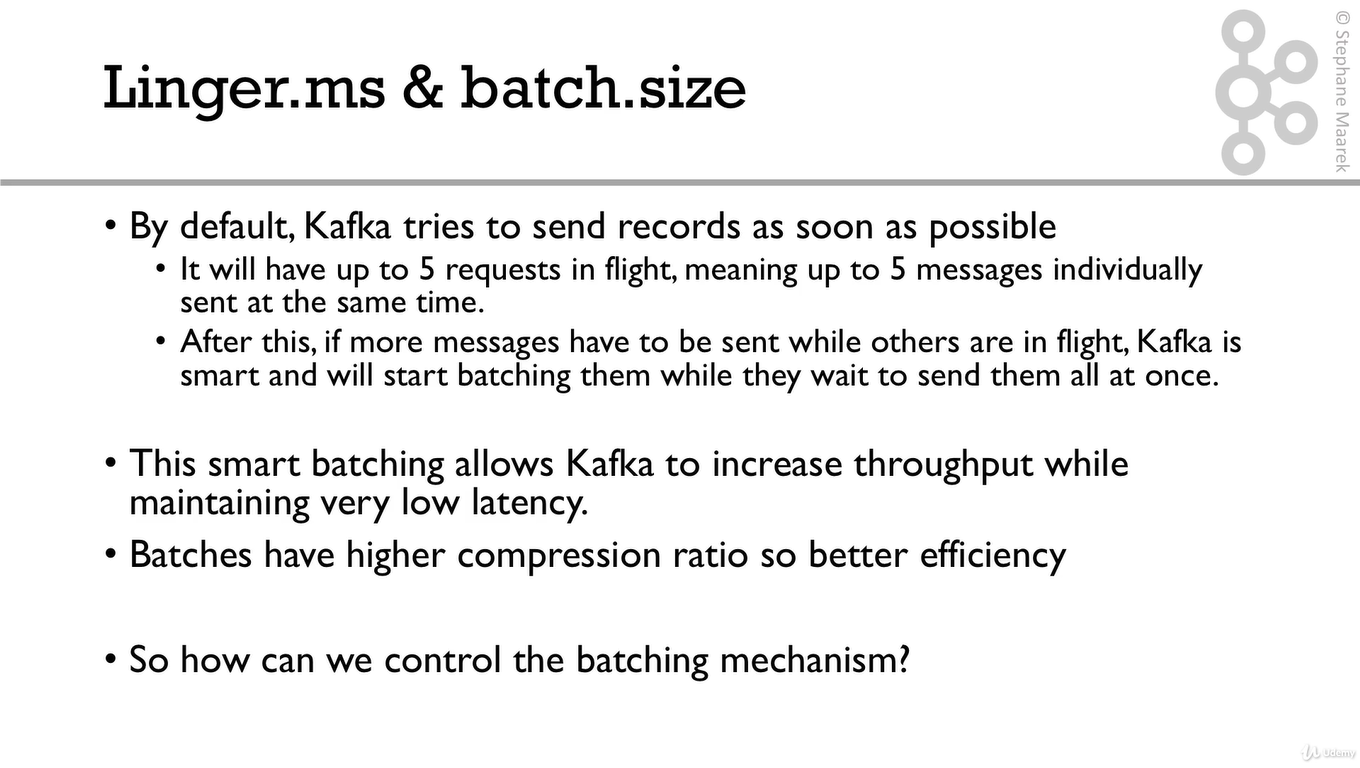 Linger.ms & batch.size
© Stephane Maarek
• By default, Kafka tries to send records as soon as possible
• It will have up to 5 requests in flight, meaning up to 5 messages individually
sent at the same time.
• After this, if more messages have to be sent while others are in flight, Kafka is
smart and will start batching them while they wait to send them all at once.
• This smart batching allows Kafka to increase throughput while
maintaining very low latency.
• Batches have higher compression ratio so better efficiency
• So how can we control the batching mechanism?
Udemy